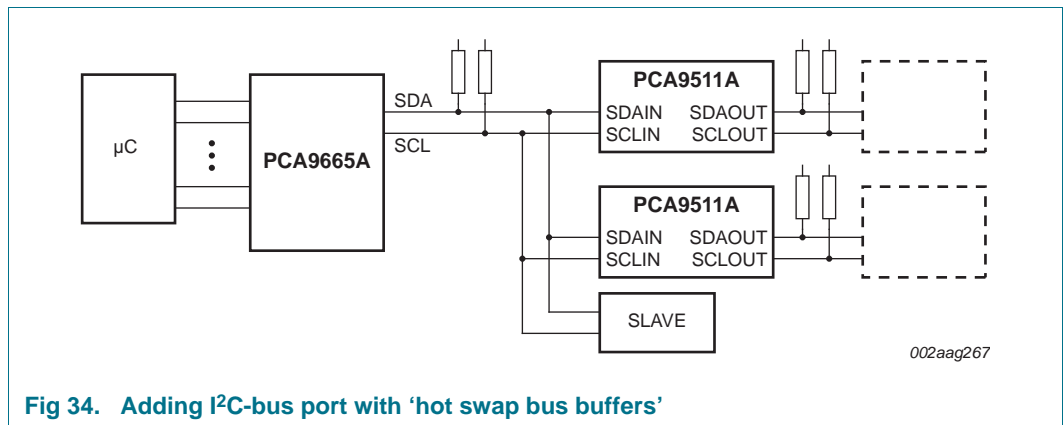 µC
PCA9665A
SDA
SCL
PCA9511A
SDAIN SDAOUT
SCLIN SCLOUT
PCA9511A
SDAIN SDAOUT
SCLIN SCLOUT
SLAVE
002aag267
Fig 34. Adding I²C-bus port with ‘hot swap bus buffers’